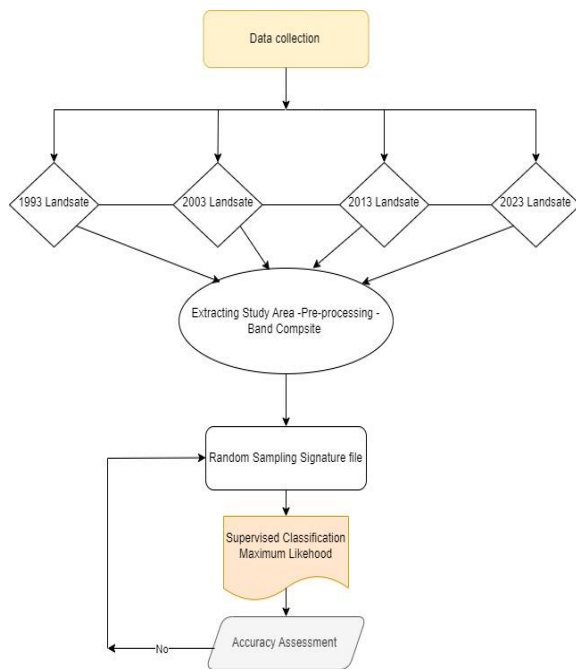 Data collection
1993 Landsate
2003 Landsate
2013 Landsate
2023 Landsate
Extracting Study Area -Pre-processing -
Band Compsite
Random Sampling Signature file
Supervised Classification
Maximum Likehood
Accuracy Assessment
No